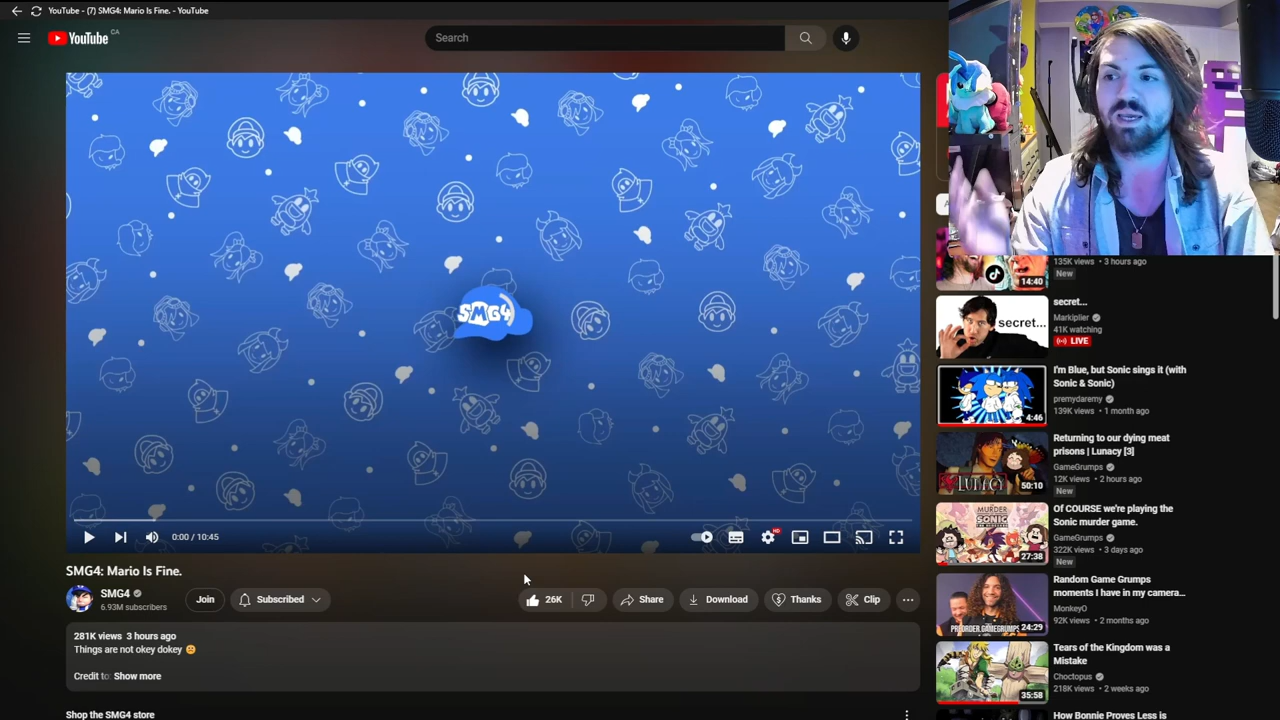 YouTube - (7) SMG4: Mario Is Fine. - YouTube
YouTube CA
Search
SMG4
0:00 / 10:45
HD
SMG4: Mario Is Fine.
SMG4
6.93M subscribers
Join
Subscribed
26K
Share
Download
Thanks
Clip
281K views 3 hours ago
Things are not okey dokey
Credit to: Show more
Shop the SMG4 store
135K views • 3 hours ago
New
14:40
secret...
secret...
Markiplier
41K watching
LIVE
I'm Blue, but Sonic sings it (with
Sonic & Sonic)
premydaremy
139K views • 1 month ago
4:46
Returning to our dying meat
prisons | Lunacy [3]
GameGrumps
12K views • 2 hours ago
New
LUNACY
50:10
Of COURSE we're playing the
Sonic murder game.
GameGrumps
322K views • 3 days ago
New
MURDER
SONIC
27:38
Random Game Grumps
moments I have in my camera...
MonkeyO
92K views • 2 months ago
24:29
Tears of the Kingdom was a
Mistake
Choctopus
218K views • 2 weeks ago
35:58
How Bonnie Proves Less is